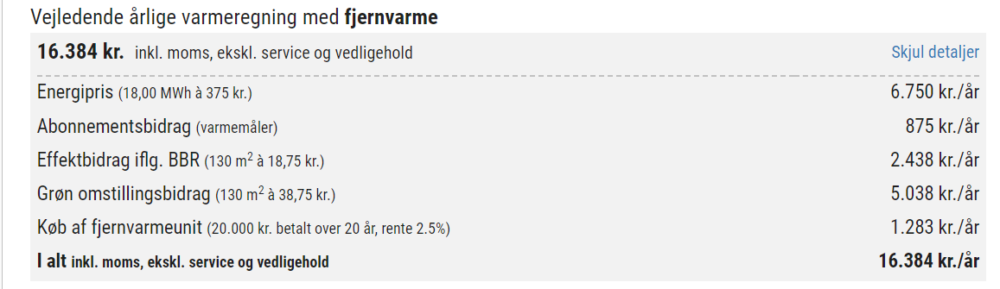 Vejledende årlige varmeregning med fjernvarme
16.384 kr. inkl. moms, ekskl. service og vedligehold Skjul detaljer
Energipris (18,00 MWh à 375 kr.) 6.750 kr./år
Abonnementsbidrag (varmemåler) 875 kr./år
Effektbidrag iflg. BBR (130 m² à 18,75 kr.) 2.438 kr./år
Grøn omstillingsbidrag (130 m² à 38,75 kr.) 5.038 kr./år
Køb af fjernvarmeunit (20.000 kr. betalt over 20 år, rente 2.5%) 1.283 kr./år
I alt inkl. moms, ekskl. service og vedligehold 16.384 kr./år